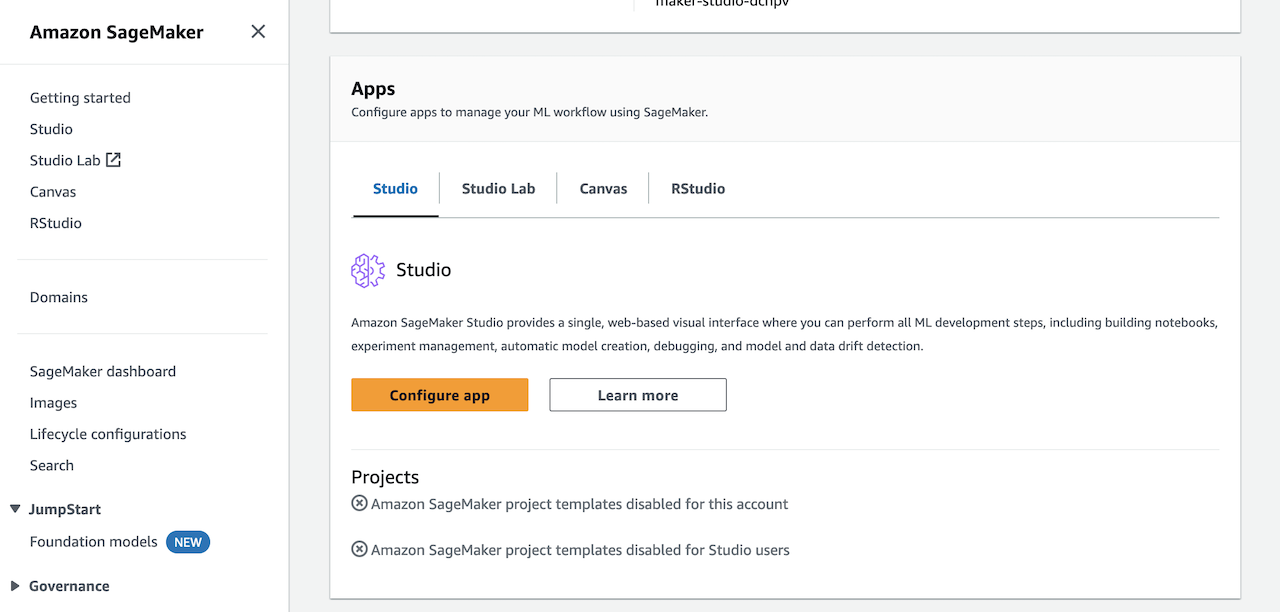 Amazon SageMaker
Getting started
Studio
Studio Lab
Canvas
RStudio
Domains
SageMaker dashboard
Images
Lifecycle configurations
Search
JumpStart
Foundation models NEW
Governance
maker-studio-dchpv
Apps
Configure apps to manage your ML workflow using SageMaker.
Studio
Studio Lab
Canvas
RStudio
Studio
Amazon SageMaker Studio provides a single, web-based visual interface where you can perform all ML development steps, including building notebooks,
experiment management, automatic model creation, debugging, and model and data drift detection.
Configure app
Learn more
Projects
Amazon SageMaker project templates disabled for this account
Amazon SageMaker project templates disabled for Studio users